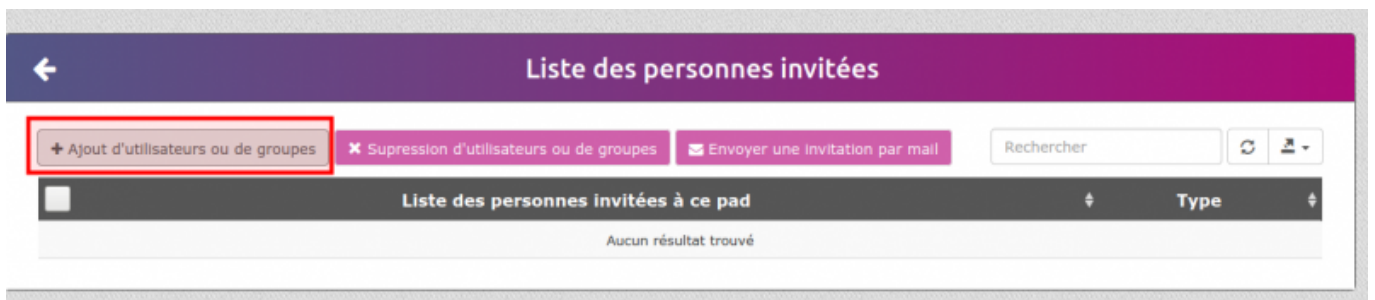 Liste des personnes invitées
Ajout d'utilisateurs ou de groupes
Supression d'utilisateurs ou de groupes
Envoyer une invitation par mail
Rechercher
Liste des personnes invitées à ce pad
Type
Aucun résultat trouvé